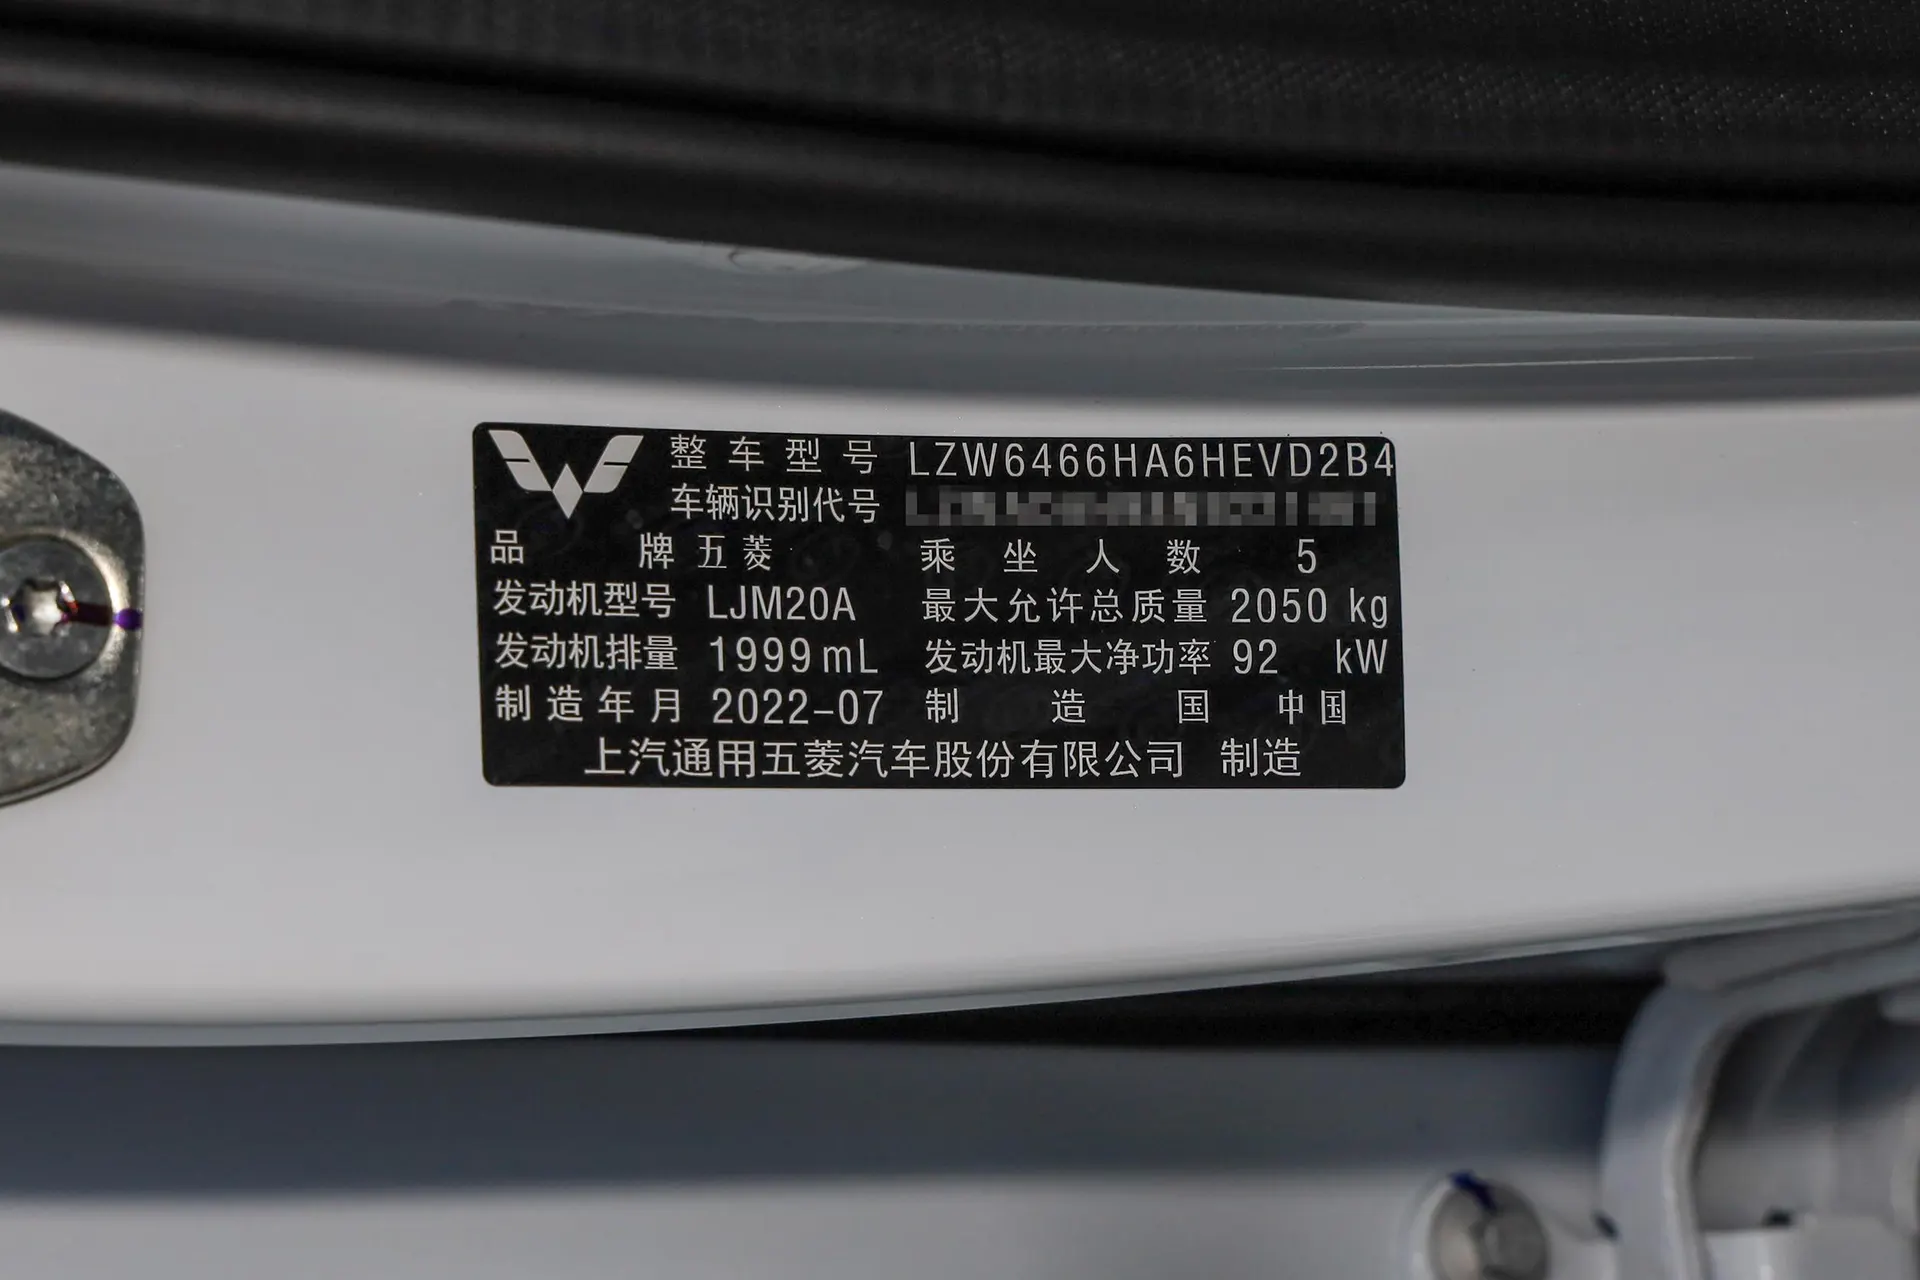 整车型号 LZW6466HA6HEVD2B4
车辆识别代号
品牌 五菱 乘坐人数 5
发动机型号 LJM20A 最大允许总质量 2050 kg
发动机排量 1999mL 发动机最大净功率 92 kW
制造年月 2022-07 制造国 中国
上汽通用五菱汽车股份有限公司 制造